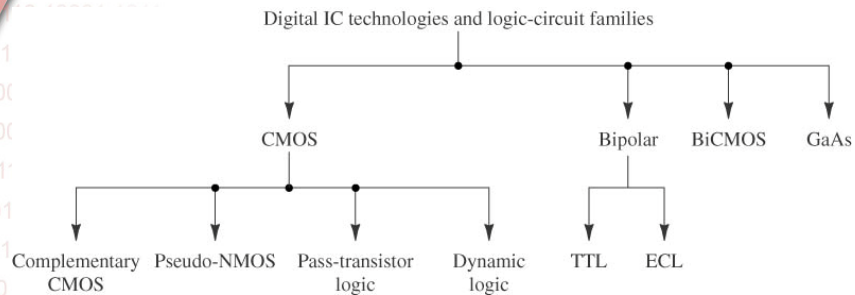 Digital IC technologies and logic-circuit families
CMOS
Bipolar
BiCMOS
GaAs
Complementary
CMOS
Pseudo-NMOS
Pass-transistor
logic
Dynamic
logic
TTL
ECL